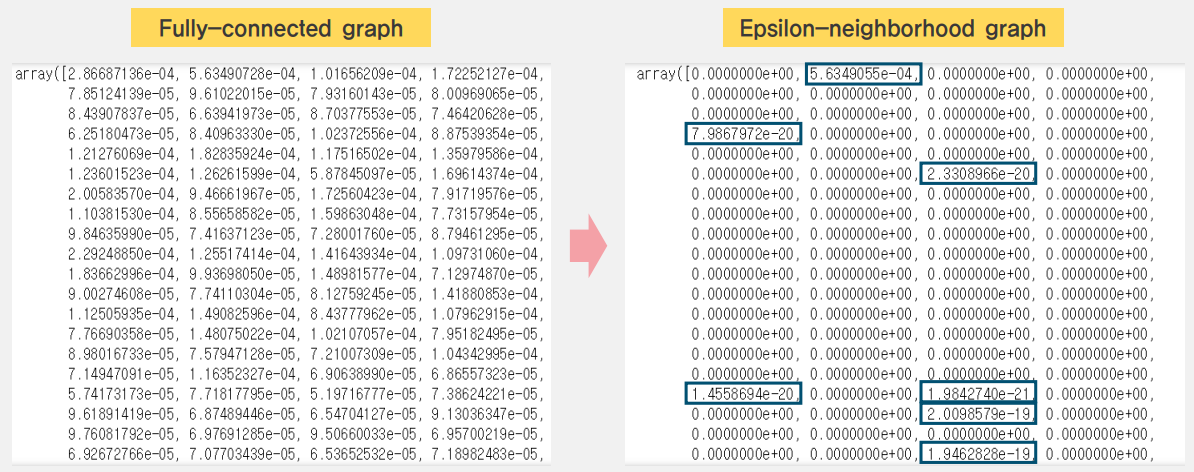 Fully-connected graph
array([2.86687136e-04, 5.63490728e-04, 1.01656209e-04, 1.72252127e-04,
7.85124139e-05, 9.61022015e-05, 7.93160143e-05, 8.00969065e-05,
8.43907837e-05, 6.63941973e-05, 8.70377553e-05, 7.46420628e-05,
6.25180473e-05, 8.40963330e-05, 1.02372556e-04, 8.87539354e-05,
1.21276069e-04, 1.82835924e-04, 1.17516502e-04, 1.35979586e-04,
1.23601523e-04, 1.26261599e-04, 5.87845097e-05, 1.69614374e-04,
2.00583570e-04, 9.46661967e-05, 1.72560423e-04, 7.91719576e-05,
1.10381530e-04, 8.55658582e-05, 1.59863048e-04, 7.73157954e-05,
9.84635990e-05, 7.41637123e-05, 7.28001760e-05, 8.79461295e-05,
2.29248850e-04, 1.25517414e-04, 1.41643934e-04, 1.09731060e-04,
1.83662996e-04, 9.93698050e-05, 1.48981577e-04, 7.12974870e-05,
9.00274608e-05, 7.74110304e-05, 8.12759245e-05, 1.41880853e-04,
1.12505935e-04, 1.49082596e-04, 8.43777962e-05, 1.07962915e-04,
7.76690358e-05, 1.48075022e-04, 1.02107057e-04, 7.95182495e-05,
8.98016733e-05, 7.57947128e-05, 7.21007309e-05, 1.04342995e-04,
7.14947091e-05, 1.16352327e-04, 6.90638990e-05, 6.86557323e-05,
5.74173173e-05, 7.71817795e-05, 5.19716777e-05, 7.38624221e-05,
9.61891419e-05, 6.87489446e-05, 6.54704127e-05, 9.13036347e-05,
9.76081792e-05, 6.97691285e-05, 9.50660033e-05, 6.95700219e-05,
6.92672766e-05, 7.07703439e-05, 6.53652532e-05, 7.18982483e-05,
Epsilon-neighborhood graph
array([0.0000000e+00, 5.6349055e-04, 0.0000000e+00, 0.0000000e+00,
0.0000000e+00, 0.0000000e+00, 0.0000000e+00, 0.0000000e+00,
0.0000000e+00, 0.0000000e+00, 0.0000000e+00, 0.0000000e+00,
7.9867972e-20, 0.0000000e+00, 0.0000000e+00, 0.0000000e+00,
0.0000000e+00, 0.0000000e+00, 0.0000000e+00, 0.0000000e+00,
0.0000000e+00, 0.0000000e+00, 2.3308966e-20, 0.0000000e+00,
0.0000000e+00, 0.0000000e+00, 0.0000000e+00, 0.0000000e+00,
0.0000000e+00, 0.0000000e+00, 0.0000000e+00, 0.0000000e+00,
0.0000000e+00, 0.0000000e+00, 0.0000000e+00, 0.0000000e+00,
0.0000000e+00, 0.0000000e+00, 0.0000000e+00, 0.0000000e+00,
0.0000000e+00, 0.0000000e+00, 0.0000000e+00, 0.0000000e+00,
0.0000000e+00, 0.0000000e+00, 0.0000000e+00, 0.0000000e+00,
0.0000000e+00, 0.0000000e+00, 0.0000000e+00, 0.0000000e+00,
0.0000000e+00, 0.0000000e+00, 0.0000000e+00, 0.0000000e+00,
0.0000000e+00, 0.0000000e+00, 0.0000000e+00, 0.0000000e+00,
0.0000000e+00, 0.0000000e+00, 0.0000000e+00, 0.0000000e+00,
1.4558694e-20, 0.0000000e+00, 1.9842740e-21, 0.0000000e+00,
0.0000000e+00, 0.0000000e+00, 2.0098579e-19, 0.0000000e+00,
0.0000000e+00, 0.0000000e+00, 0.0000000e+00, 0.0000000e+00,
0.0000000e+00, 0.0000000e+00, 1.9462828e-19, 0.0000000e+00,